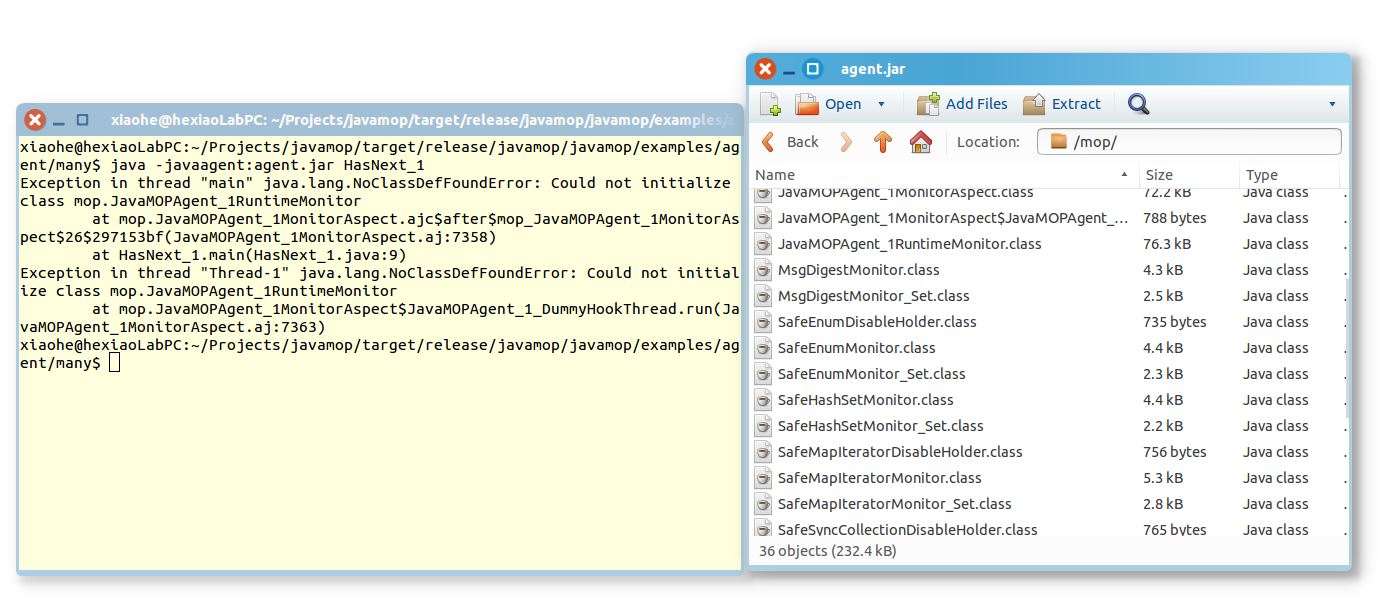 xiaohe@hexiaoLabPC: ~/Projects/javamop/target/release/javamop/javamop/examples/
xiaohe@hexiaoLabPC:~/Projects/javamop/target/release/javamop/javamop/examples/ag
ent/many$ java -javaagent:agent.jar HasNext_1
Exception in thread "main" java.lang.NoClassDefFoundError: Could not initialize
class mop.JavaMOPAgent_1RuntimeMonitor
at mop.JavaMOPAgent_1MonitorAspect.ajc$after$mop_JavaMOPAgent_1MonitorAs
pect$26$297153bf(JavaMOPAgent_1MonitorAspect.aj:7358)
at HasNext_1.main(HasNext_1.java:9)
Exception in thread "Thread-1" java.lang.NoClassDefFoundError: Could not initial
ize class mop.JavaMOPAgent_1RuntimeMonitor
at mop.JavaMOPAgent_1MonitorAspect$JavaMOPAgent_1_DummyHookThread.run(Ja
vaMOPAgent_1MonitorAspect.aj:7363)
xiaohe@hexiaoLabPC:~/Projects/javamop/target/release/javamop/javamop/examples/ag
ent/many$
agent.jar
Open Add Files Extract
Back Location: /mop/
Name Size Type
JavaMOPAgent_1MonitorAspect.class 72.2 kB Java class
JavaMOPAgent_1MonitorAspect$JavaMOPAgent_... 788 bytes Java class
JavaMOPAgent_1RuntimeMonitor.class 76.3 kB Java class
MsgDigestMonitor.class 4.3 kB Java class
MsgDigestMonitor_Set.class 2.5 kB Java class
SafeEnumDisableHolder.class 735 bytes Java class
SafeEnumMonitor.class 4.4 kB Java class
SafeEnumMonitor_Set.class 2.3 kB Java class
SafeHashSetMonitor.class 4.4 kB Java class
SafeHashSetMonitor_Set.class 2.2 kB Java class
SafeMapIteratorDisableHolder.class 756 bytes Java class
SafeMapIteratorMonitor.class 5.3 kB Java class
SafeMapIteratorMonitor_Set.class 2.8 kB Java class
SafeSyncCollectionDisableHolder.class 765 bytes Java class
36 objects (232.4 kB)